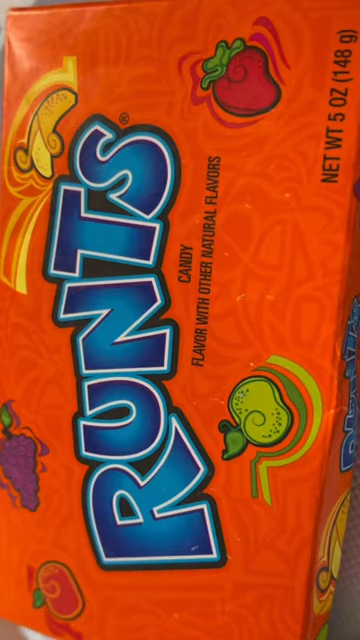 RUNTS®
CANDY
FLAVOR WITH OTHER NATURAL FLAVORS
NET WT 5 OZ (148 g)